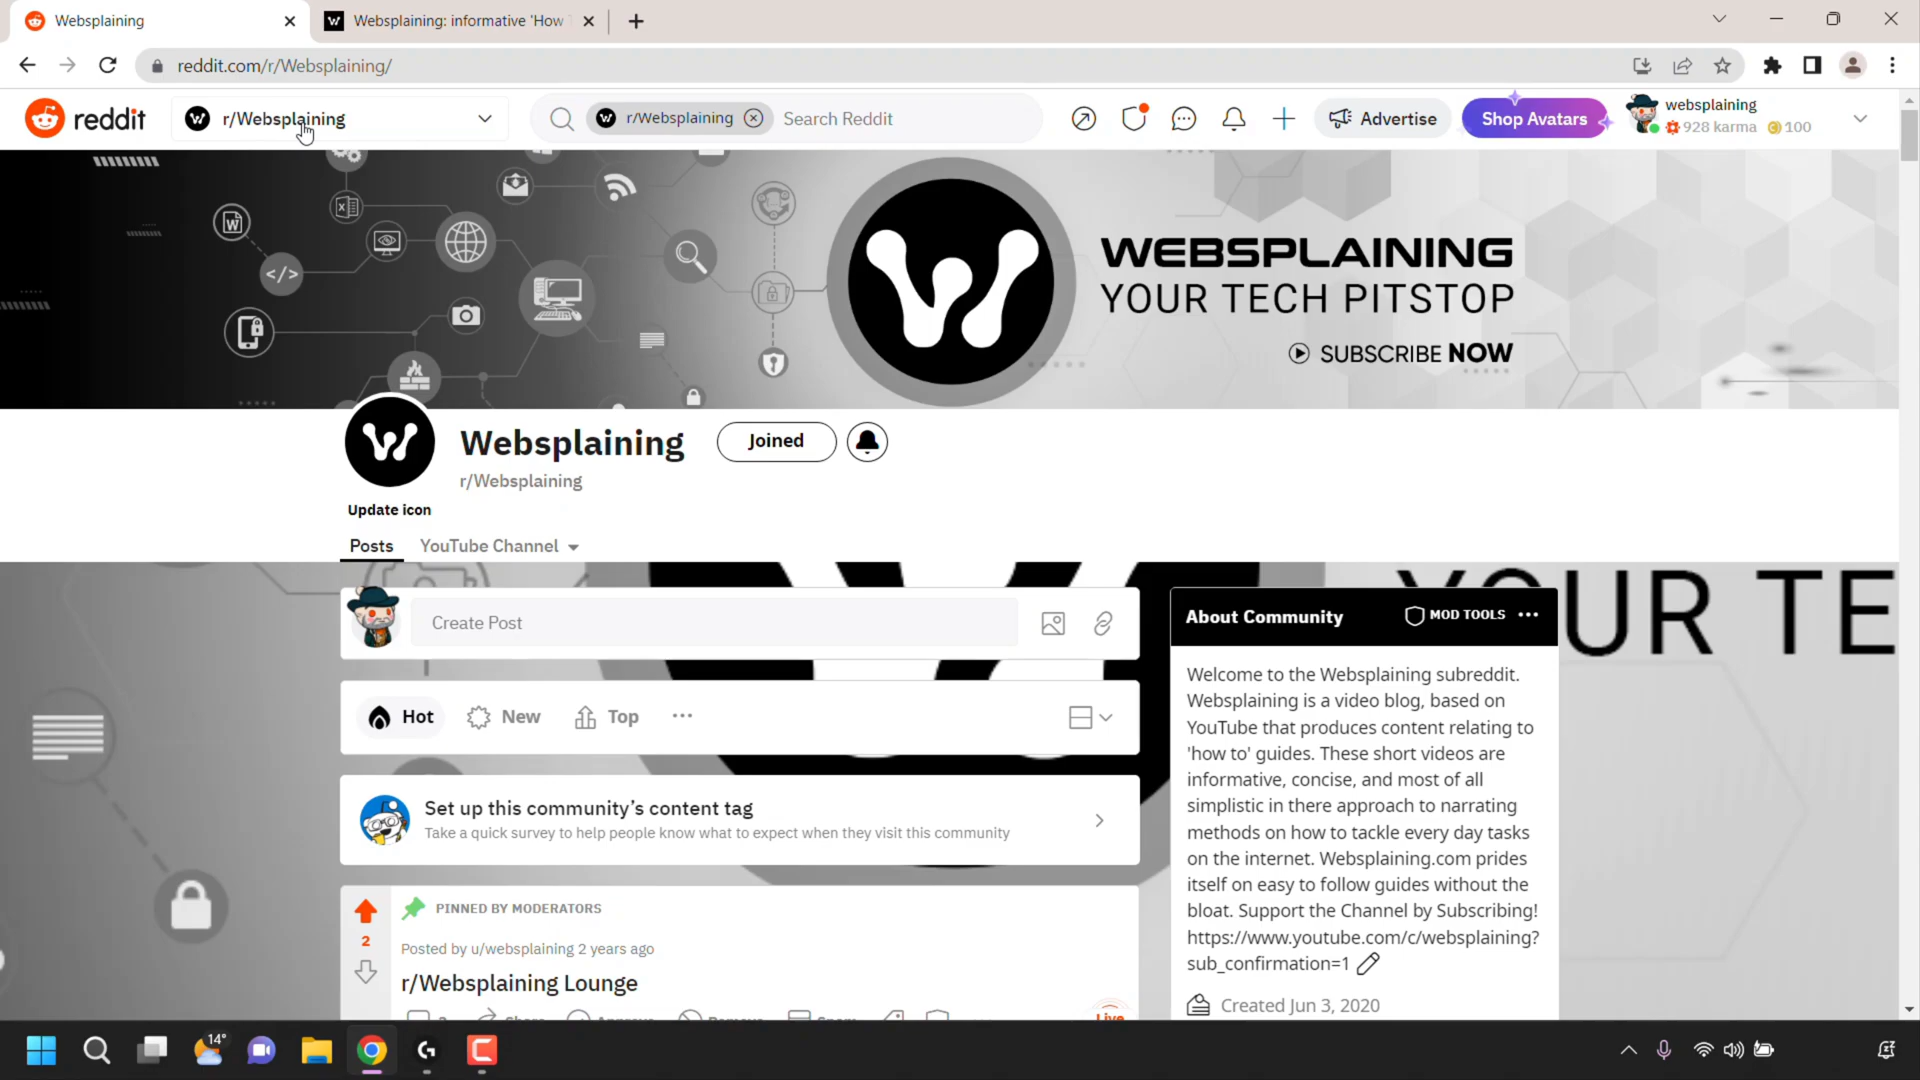 Websplaining
Websplaining: informative 'How
reddit.com/r/Websplaining/
reddit
r/Websplaining
r/Websplaining
Search Reddit
Advertise
Shop Avatars
websplaining
928 karma
100
WEBSPLAINING
YOUR TECH PITSTOP
SUBSCRIBE NOW
Websplaining
Joined
r/Websplaining
Update icon
Posts
YouTube Channel
YOUR TE
Create Post
Hot
New
Top
Set up this community's content tag
Take a quick survey to help people know what to expect when they visit this community
PINNED BY MODERATORS
2
Posted by u/websplaining 2 years ago
r/Websplaining Lounge
Live
About Community
MOD TOOLS
Welcome to the Websplaining subreddit.
Websplaining is a video blog, based on
YouTube that produces content relating to
'how to' guides. These short videos are
informative, concise, and most of all
simplistic in there approach to narrating
methods on how to tackle every day tasks
on the internet. Websplaining.com prides
itself on easy to follow guides without the
bloat. Support the Channel by Subscribing!
https://www.youtube.com/c/websplaining?
sub_confirmation=1
Created Jun 3, 2020
14°